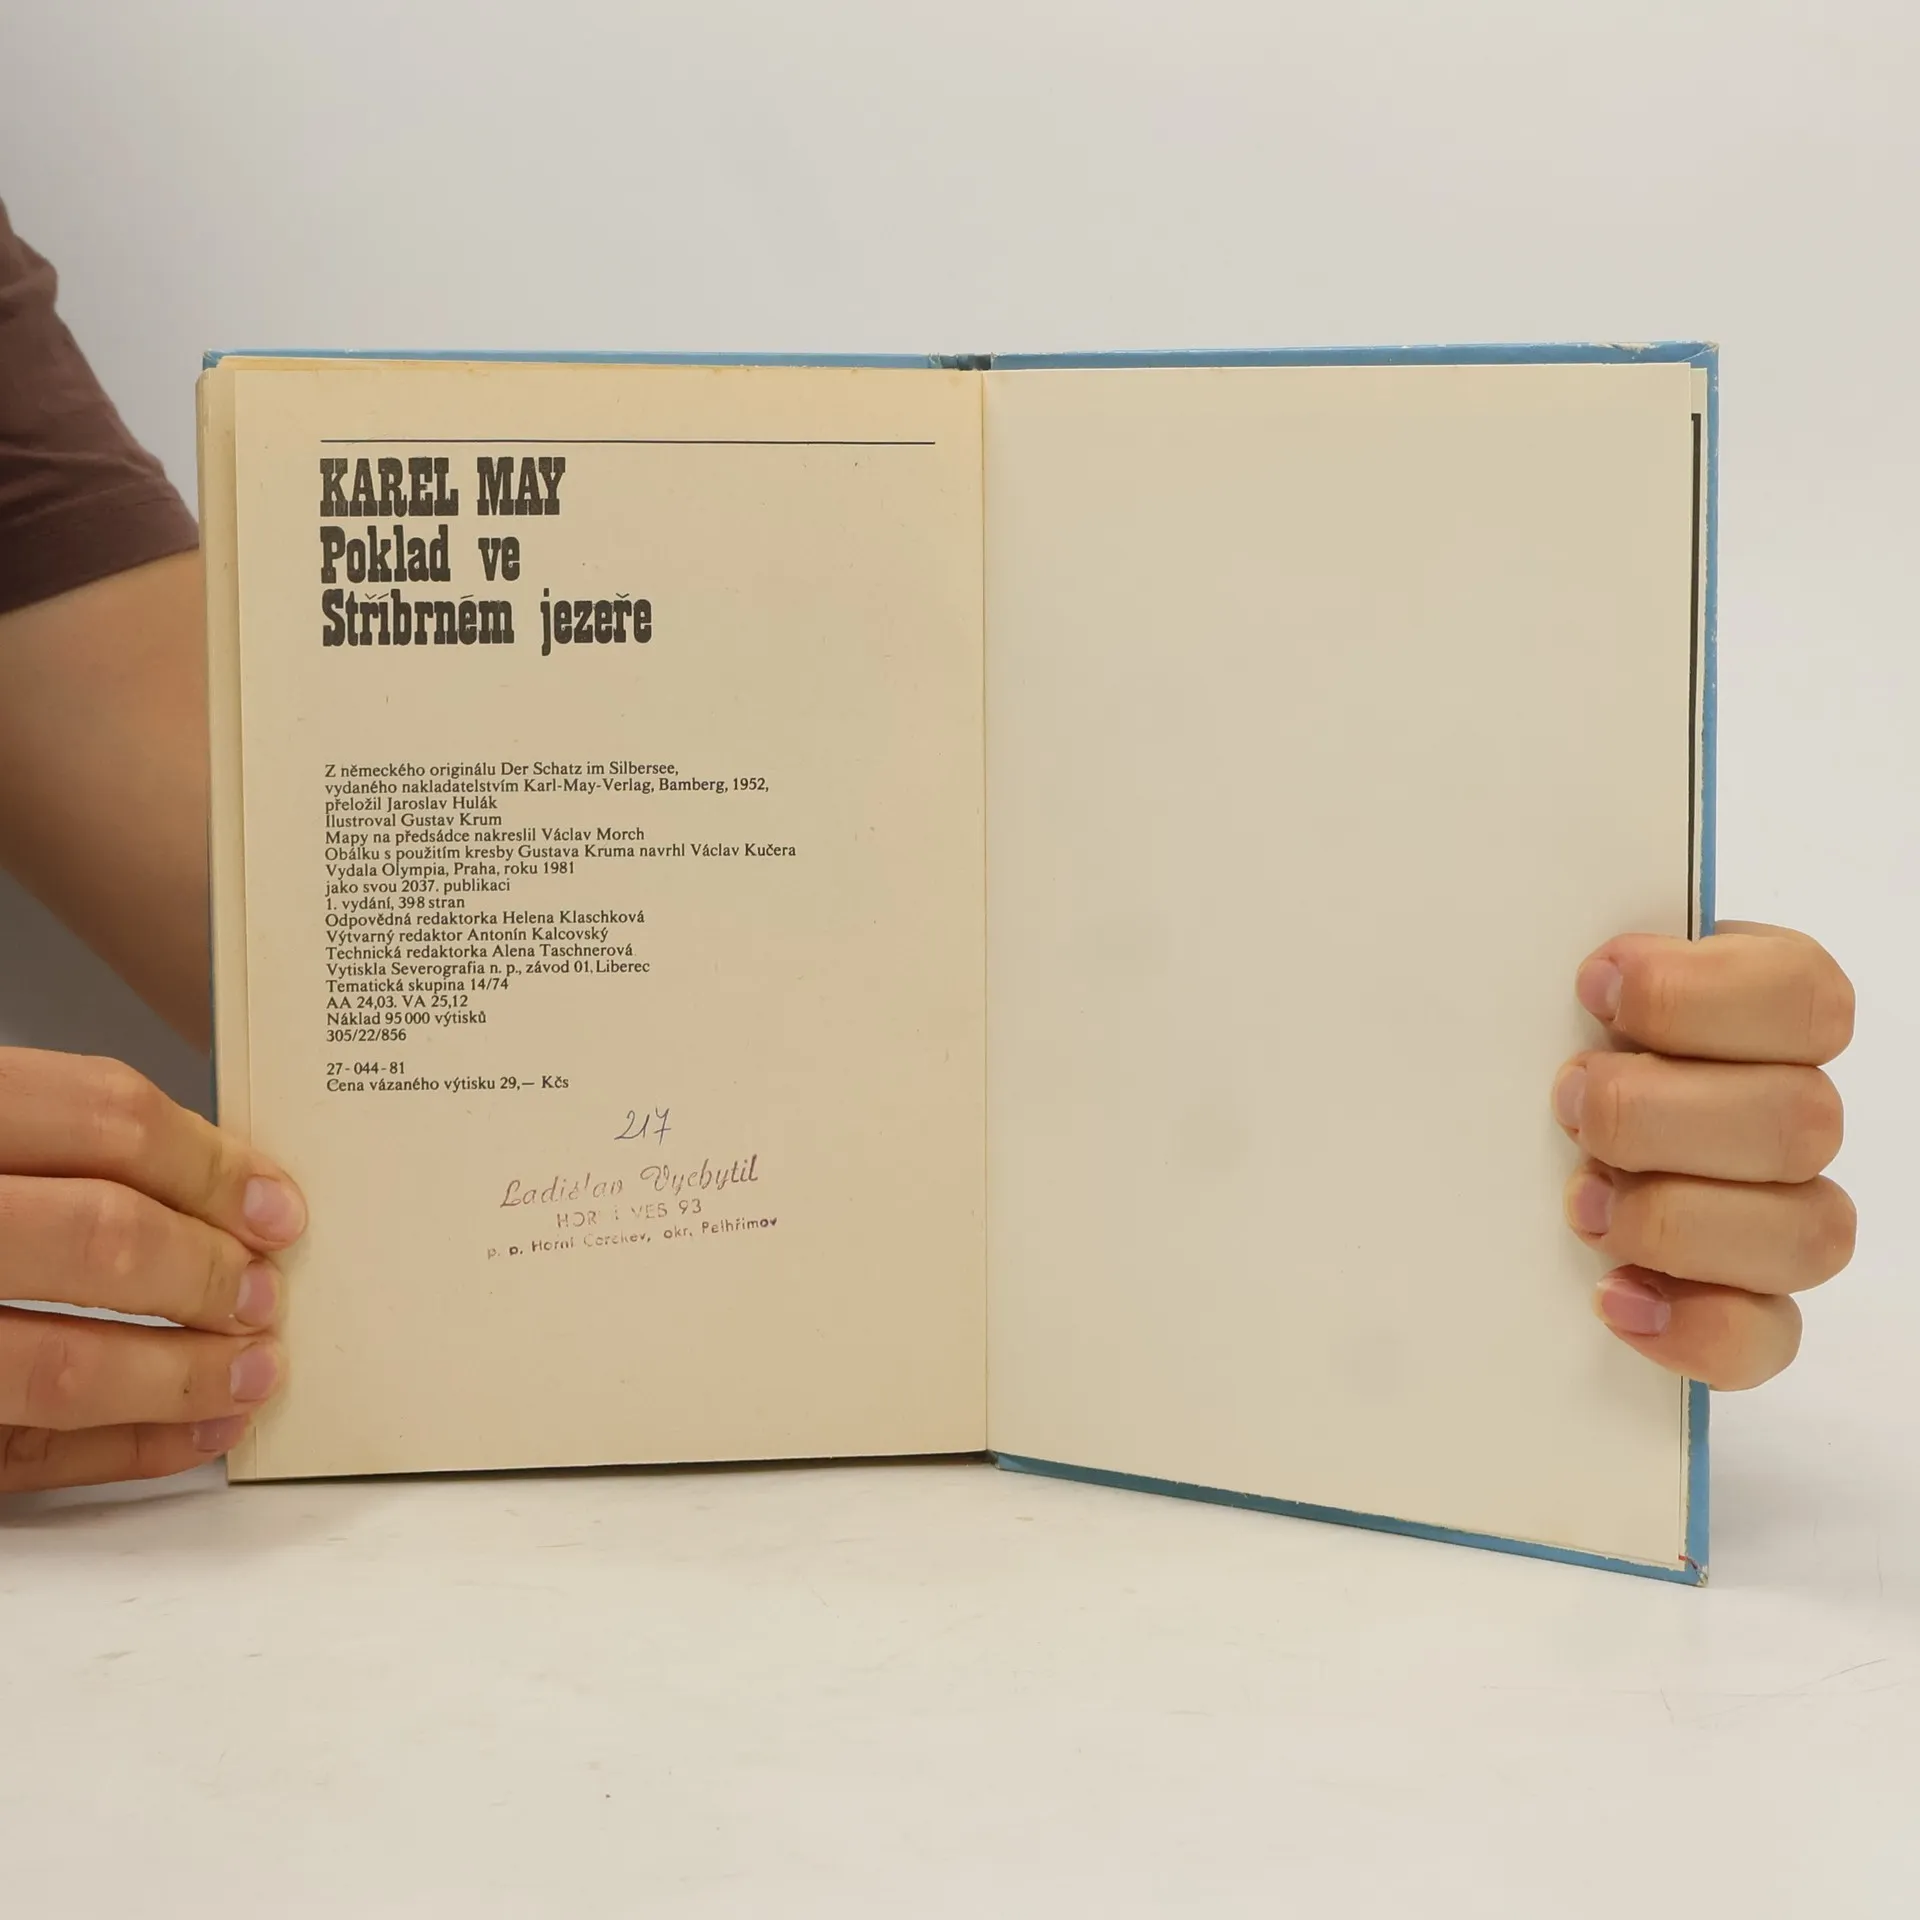 KAREL MAY
Poklad ve
Stříbrném jezeře
Z německého originálu Der Schatz im Silbersee,
vydaného nakladatelstvím Karl-May-Verlag, Bamberg, 1952,
přeložil Jaroslav Hulák
Ilustroval Gustav Krum
Mapy na předsádce nakreslil Václav Morch
Obálku s použitím kresby Gustava Kruma navrhl Václav Kučera
Vydala Olympia, Praha, roku 1981
jako svou 2037. publikaci
1. vydání, 398 stran
Odpovědná redaktorka Helena Klaschková
Výtvarný redaktor Antonín Kalcovský
Technická redaktorka Alena Taschnerová
Vytiskla Severografia n. p., závod 01, Liberec
Tematická skupina 14/74
AA 24,03. VA 25,12
Náklad 95 000 výtisků
305/22/856
27-044-81
Cena vázaného výtisku 29,— Kčs
217
Ladislav Vychytil
HORNÍ VES 93
p. p. Horní Cerekev, okr. Pelhřimov